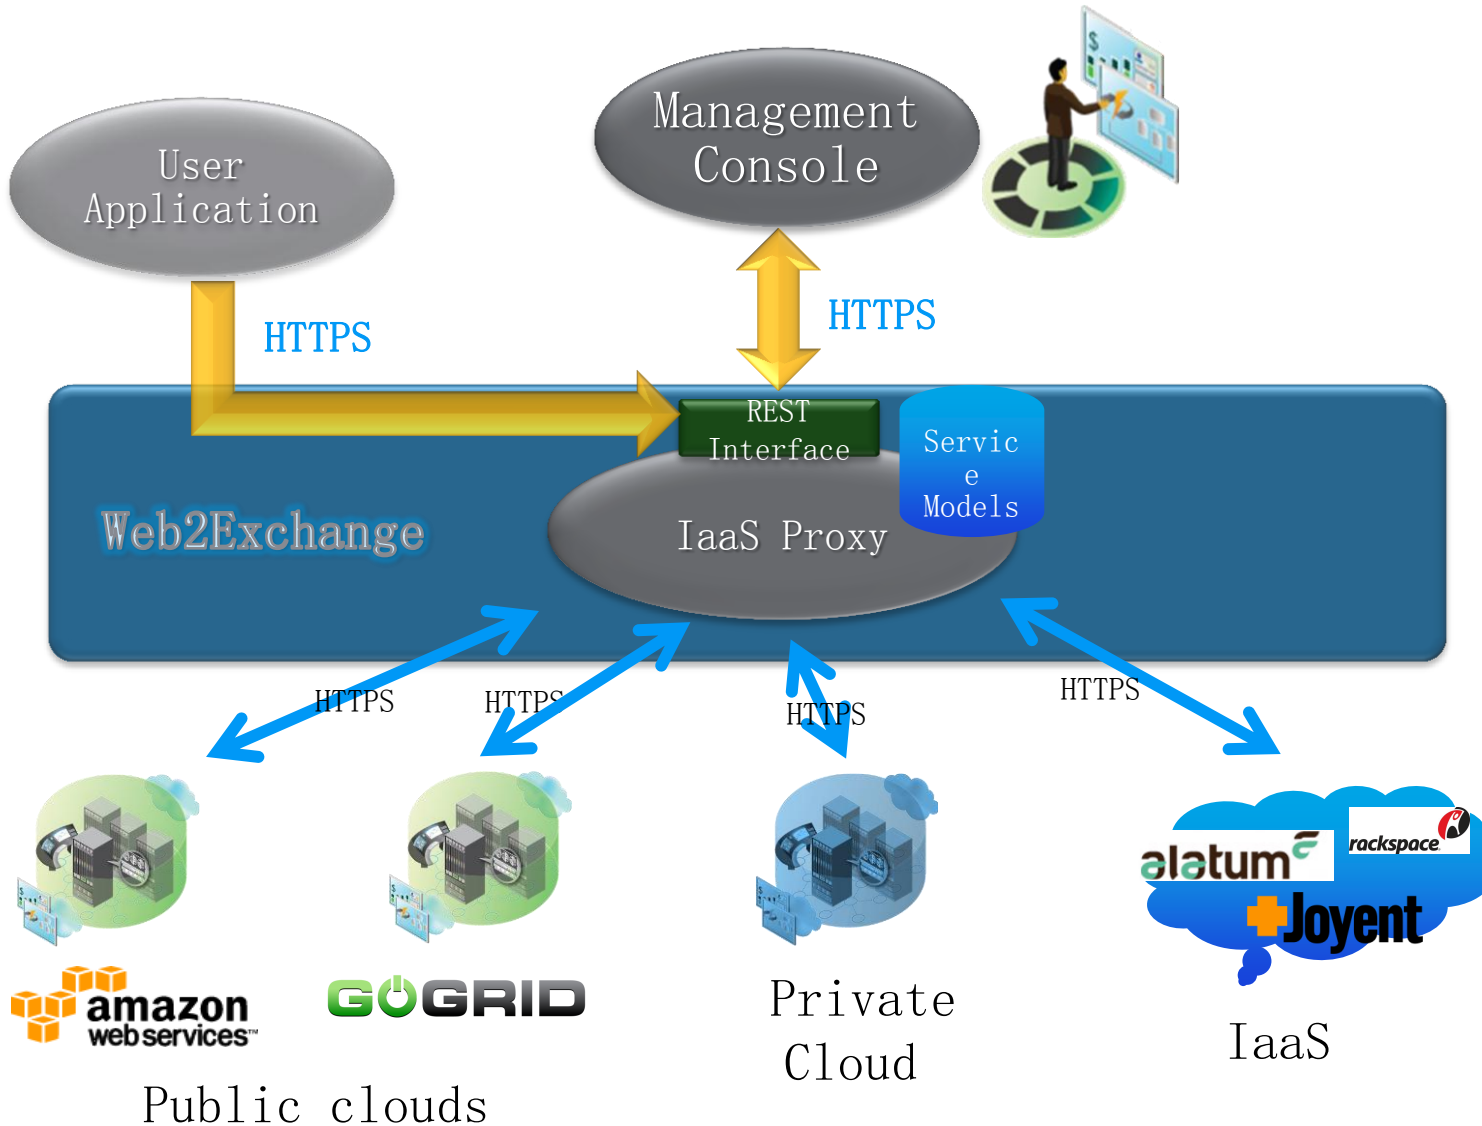 User
Application
Management
Console
HTTPS
HTTPS
REST
Interface
Servic
e
Models
Web2Exchange
IaaS Proxy
HTTPS
HTTPS
HTTPS
HTTPS
alatum
rackspace
Joyent
amazon
webservices™
GOGRID
Private
Cloud
IaaS
Public clouds